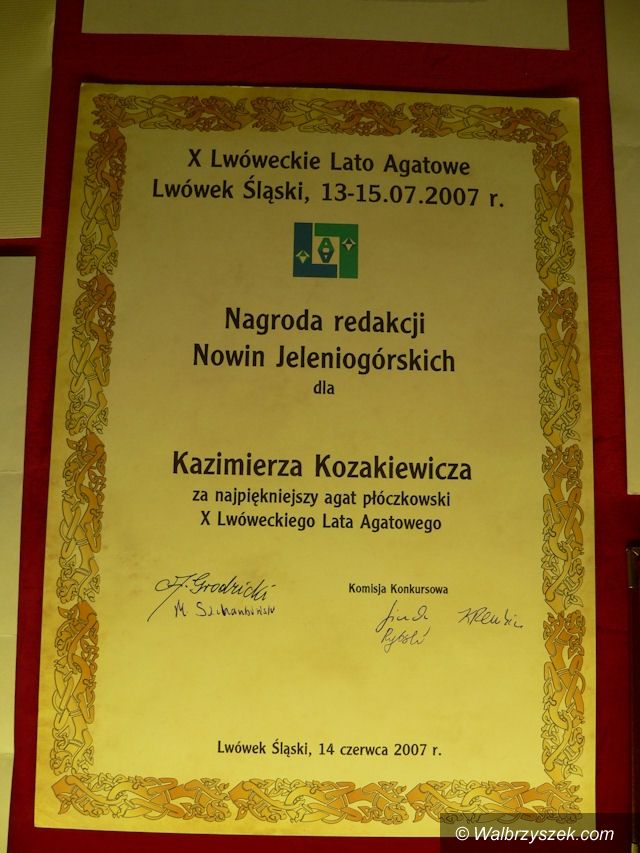 X Lwóweckie Lato Agatowe
Lwówek Śląski, 13-15.07.2007 r.
Nagroda redakcji
Nowin Jeleniogórskich
dla
Kazimierza Kozakiewicza
za najpiękniejszy agat płóczkowski
X Lwóweckiego Lata Agatowego
Komisja Konkursowa
Lwówek Śląski, 14 czerwca 2007 r.
© Walbrzyszek.com